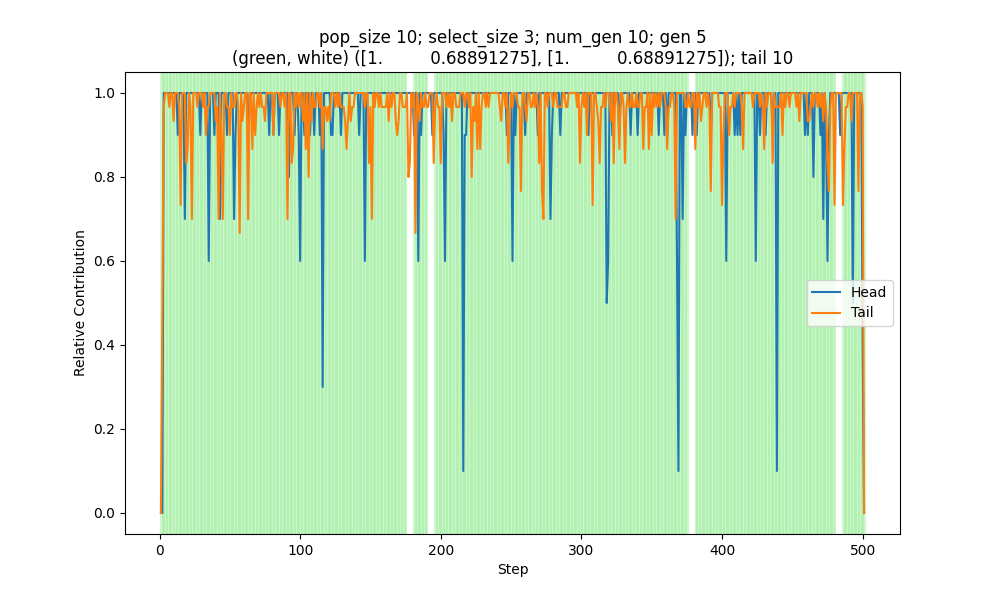 pop_size 10; select_size 3; num_gen 10; gen 5
(green, white) ([1.         0.68891275], [1.         0.68891275]); tail 10
1.0
0.8
0.6
0.4
0.2
0.0
Relative Contribution
Head
Tail
0
100
200
300
400
500
Step